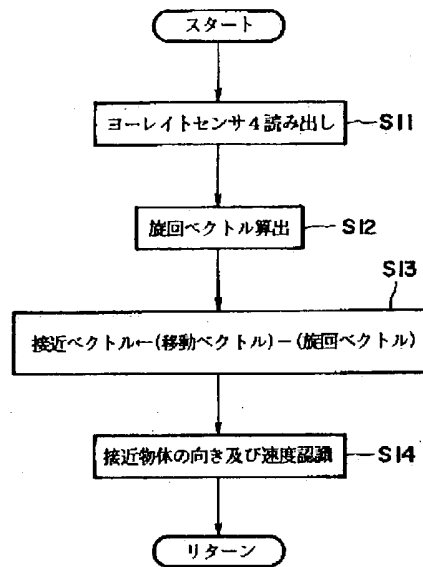 スタート
ヨーレイトセンサ4読み出し
S11
旋回ベクトル算出
S12
S13
接近ベクトル←(移動ベクトル)−(旋回ベクトル)
接近物体の向き及び速度認識
S14
リターン